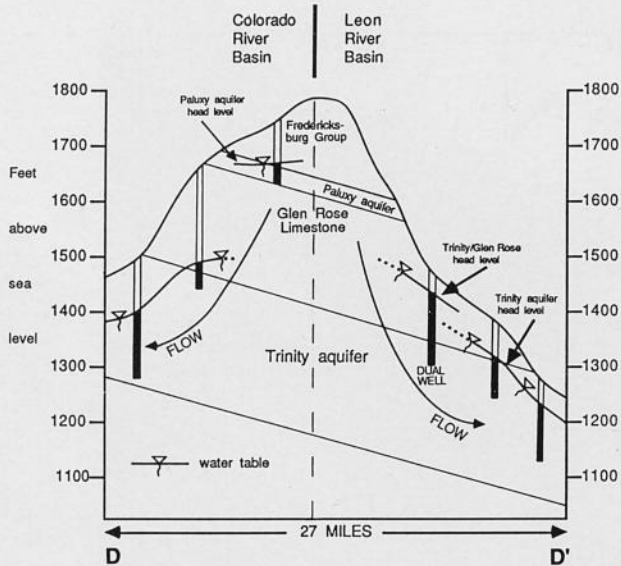 Colorado
River
Basin
Leon
River
Basin
1800
1700
1600
1500
1400
1300
1200
1100
Feet
above
sea
level
1800
1700
1600
1500
1400
1300
1200
1100
Paluxy aquifer
head level
Fredericks-
burg Group
Paluxy aquifer
Glen Rose
Limestone
Trinity/Glen Rose
head level
Trinity aquifer
head level
FLOW
Trinity aquifer
DUAL
WELL
FLOW
water table
27 MILES
D
D'